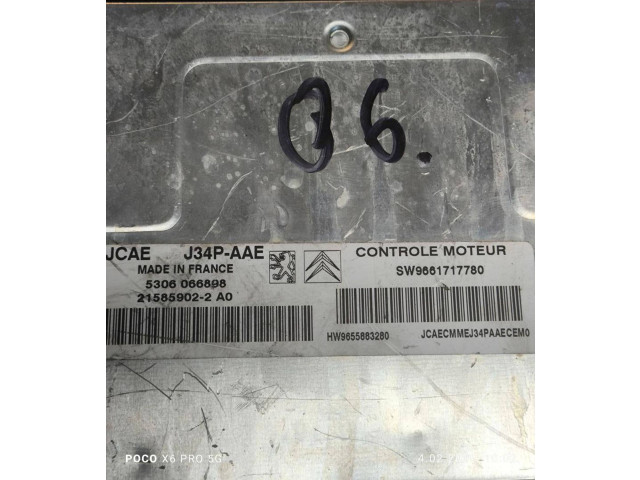 06.
JCAE J34P-AAE
MADE IN FRANCE
5306 066898
21585902-2 A0
CONTROLE MOTEUR
SW9661717780
HW9655883280 JCAECMMEJ34PAAECEM0
POCO X6 PRO 5G